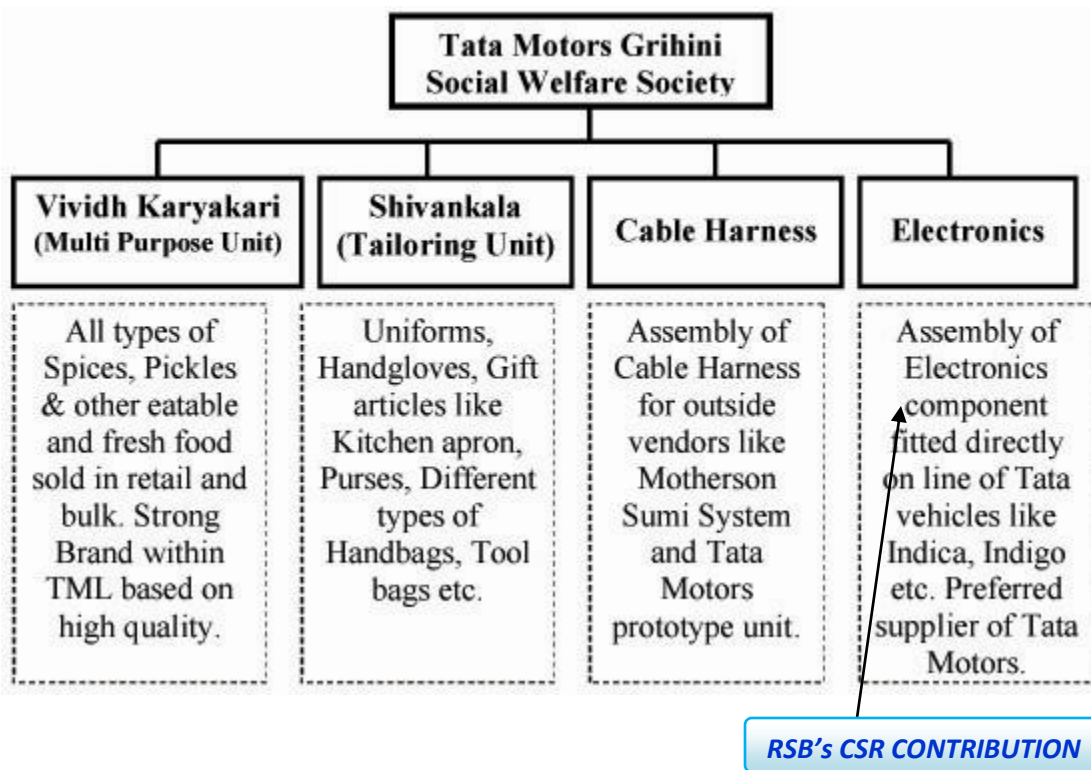 Tata Motors Grihini
Social Welfare Society
Vividh Karyakari
(Multi Purpose Unit)
Shivankala
(Tailoring Unit)
Cable Harness
Electronics
All types of
Spices, Pickles
& other eatable
and fresh food
sold in retail and
bulk. Strong
Brand within
TML based on
high quality.
Uniforms,
Handgloves, Gift
articles like
Kitchen apron,
Purses, Different
types of
Handbags, Tool
bags etc.
Assembly of
Cable Harness
for outside
vendors like
Motherson
Sumi System
and Tata
Motors
prototype unit.
Assembly of
Electronics
component
fitted directly
on line of Tata
vehicles like
Indica, Indigo
etc. Preferred
supplier of Tata
Motors.
RSB's CSR CONTRIBUTION